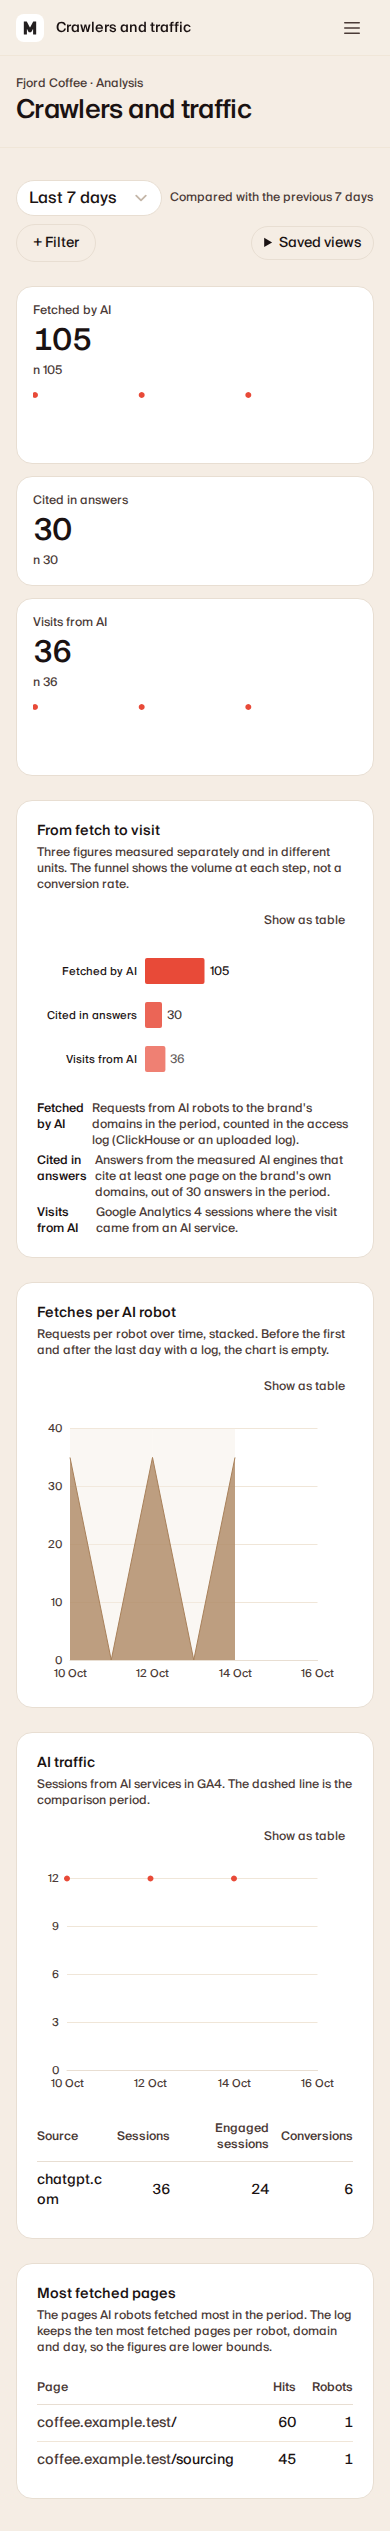 M Crawlers and traffic
Fjord Coffee · Analysis
Crawlers and traffic
Last 7 days
Compared with the previous 7 days
+ Filter
Saved views
Fetched by AI
105
n 105
Cited in answers
30
n 30
Visits from AI
36
n 36
From fetch to visit
Three figures measured separately and in different
units. The funnel shows the volume at each step, not a
conversion rate.
Show as table
Fetched by AI 105
Cited in answers 30
Visits from AI 36
Fetched by AI
Requests from AI robots to the brand's
domains in the period, counted in the access
log (ClickHouse or an uploaded log).
Cited in answers
Answers from the measured AI engines that
cite at least one page on the brand's own
domains, out of 30 answers in the period.
Visits from AI
Google Analytics 4 sessions where the visit
came from an AI service.
Fetches per AI robot
Requests per robot over time, stacked. Before the first
and after the last day with a log, the chart is empty.
Show as table
40
30
20
10
0
10 Oct 12 Oct 14 Oct 16 Oct
AI traffic
Sessions from AI services in GA4. The dashed line is the
comparison period.
Show as table
12
9
6
3
0
10 Oct 12 Oct 14 Oct 16 Oct
Source Sessions Engaged sessions Conversions
chatgpt.com 36 24 6
Most fetched pages
The pages AI robots fetched most in the period. The log
keeps the ten most fetched pages per robot, domain
and day, so the figures are lower bounds.
Page Hits Robots
coffee.example.test/ 60 1
coffee.example.test/sourcing 45 1